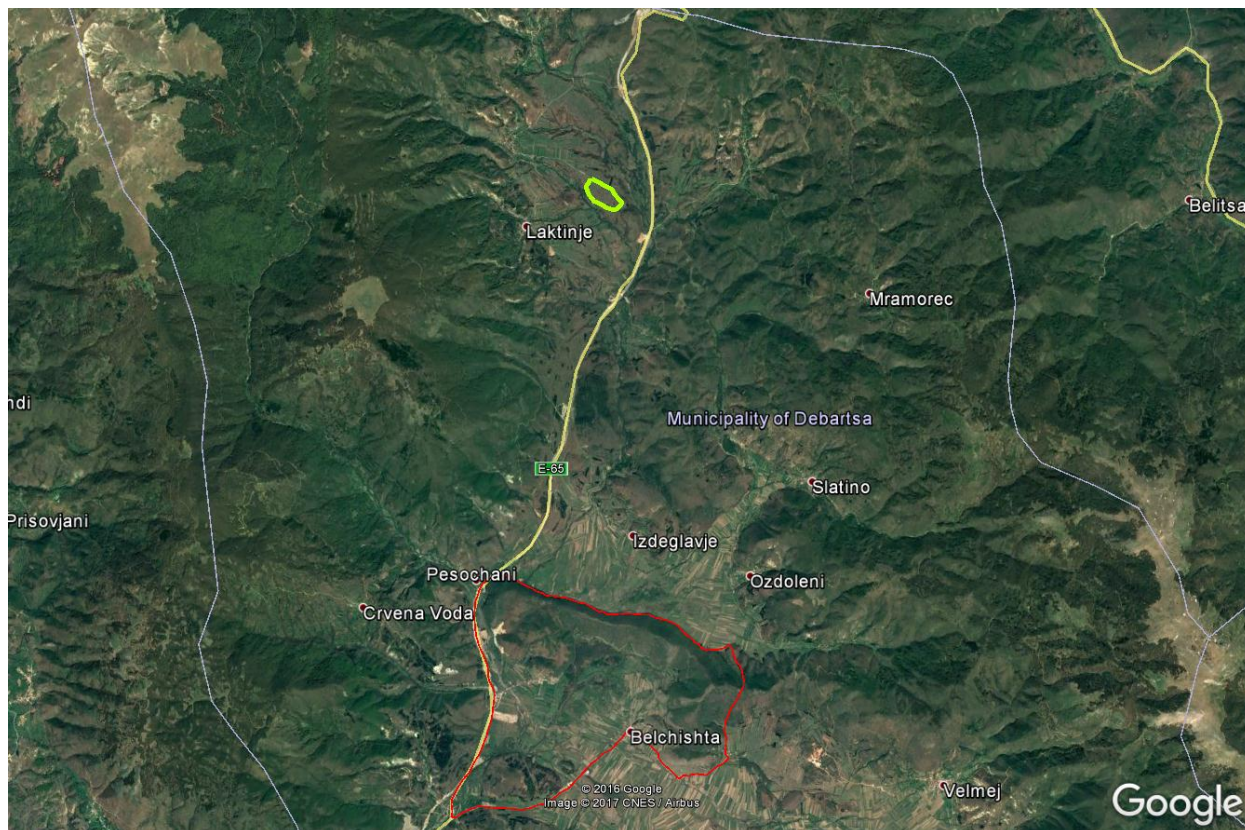 Belitsa
Laktinje
Mramorec
ndi
Municipality of Debartsa
E-65
Slatino
Prisovjani
Izdeglavje
Pesochani
Ozdoleni
Crvena Voda
Belchishta
© 2016 Google
Image © 2017 CNES / Airbus
Velmej
Google